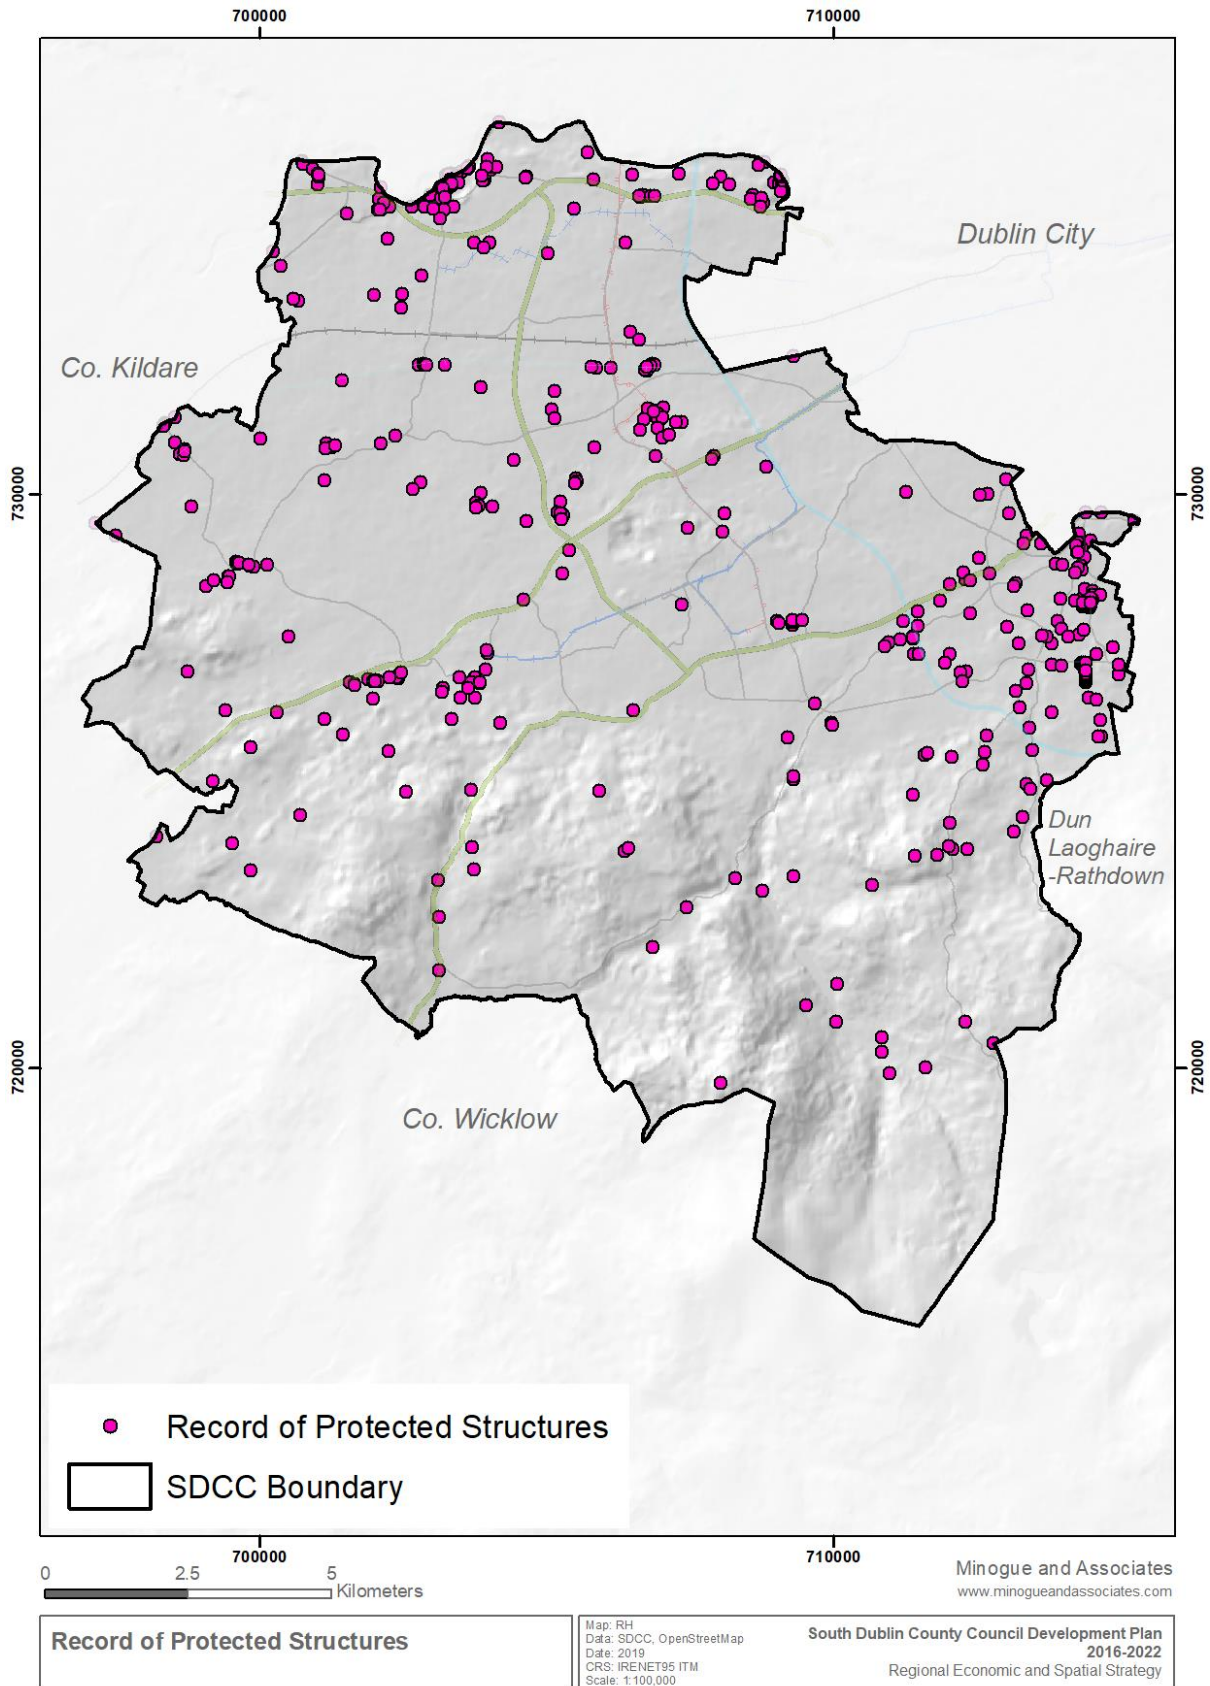 700000
710000
Dublin City
Co. Kildare
730000
730000
Dun
Laoghaire
-Rathdown
720000
720000
Co. Wicklow
Record of Protected Structures
SDCC Boundary
700000
710000
0
2.5
5
Kilometers
Minogue and Associates
www.minogueandassociates.com
Record of Protected Structures
Map: RH
Data: SDCC, OpenStreetMap
Date: 2019
CRS: IRENET95 ITM
Scale: 1:100,000
South Dublin County Council Development Plan
2016-2022
Regional Economic and Spatial Strategy